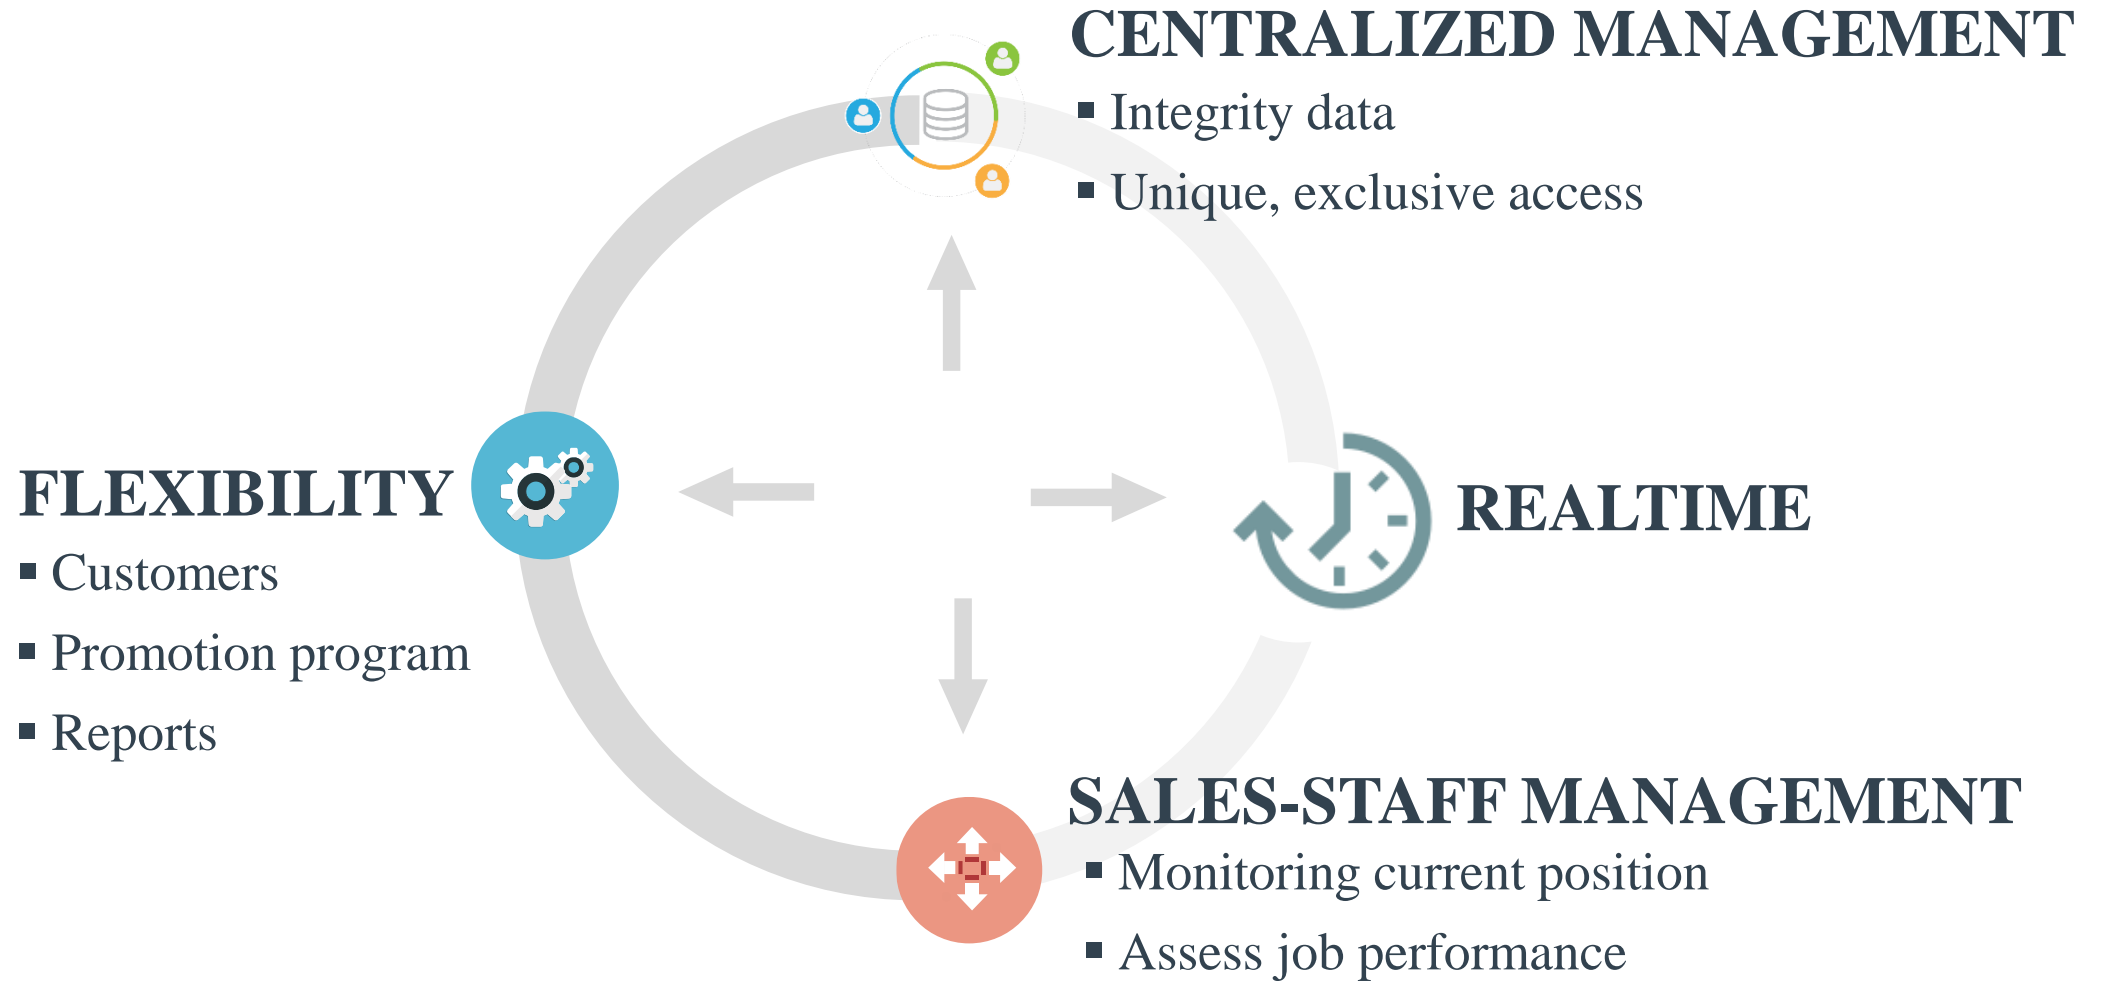 CENTRALIZED MANAGEMENT
▪ Integrity data
▪ Unique, exclusive access
FLEXIBILITY
▪ Customers
▪ Promotion program
▪ Reports
REALTIME
SALES-STAFF MANAGEMENT
▪ Monitoring current position
▪ Assess job performance